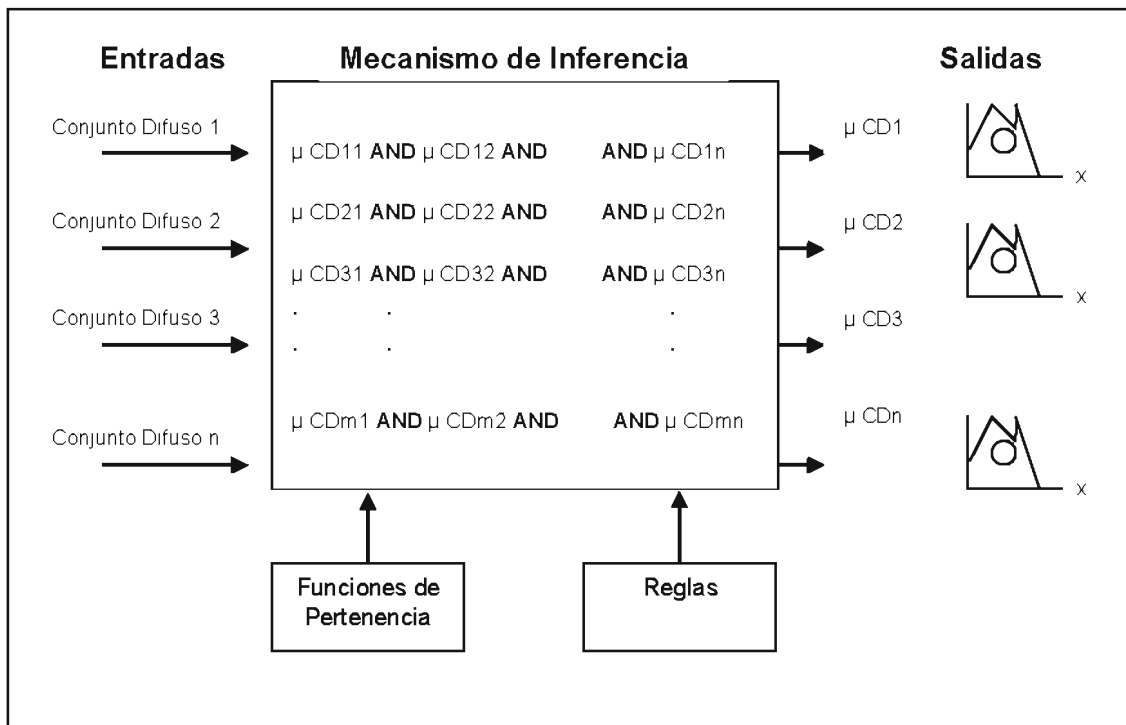 Entradas
Mecanismo de Inferencia
Salidas
Conjunto Difuso 1
Conjunto Difuso 2
Conjunto Difuso 3
Conjunto Difuso n
μ CD11 AND μ CD12 AND AND μ CD1n
μ CD21 AND μ CD22 AND AND μ CD2n
μ CD31 AND μ CD32 AND AND μ CD3n
. . .
. . .
μ CDm1 AND μ CDm2 AND AND μ CDmn
μ CD1
μ CD2
μ CD3
μ CDn
x
x
x
Funciones de
Pertenencia
Reglas